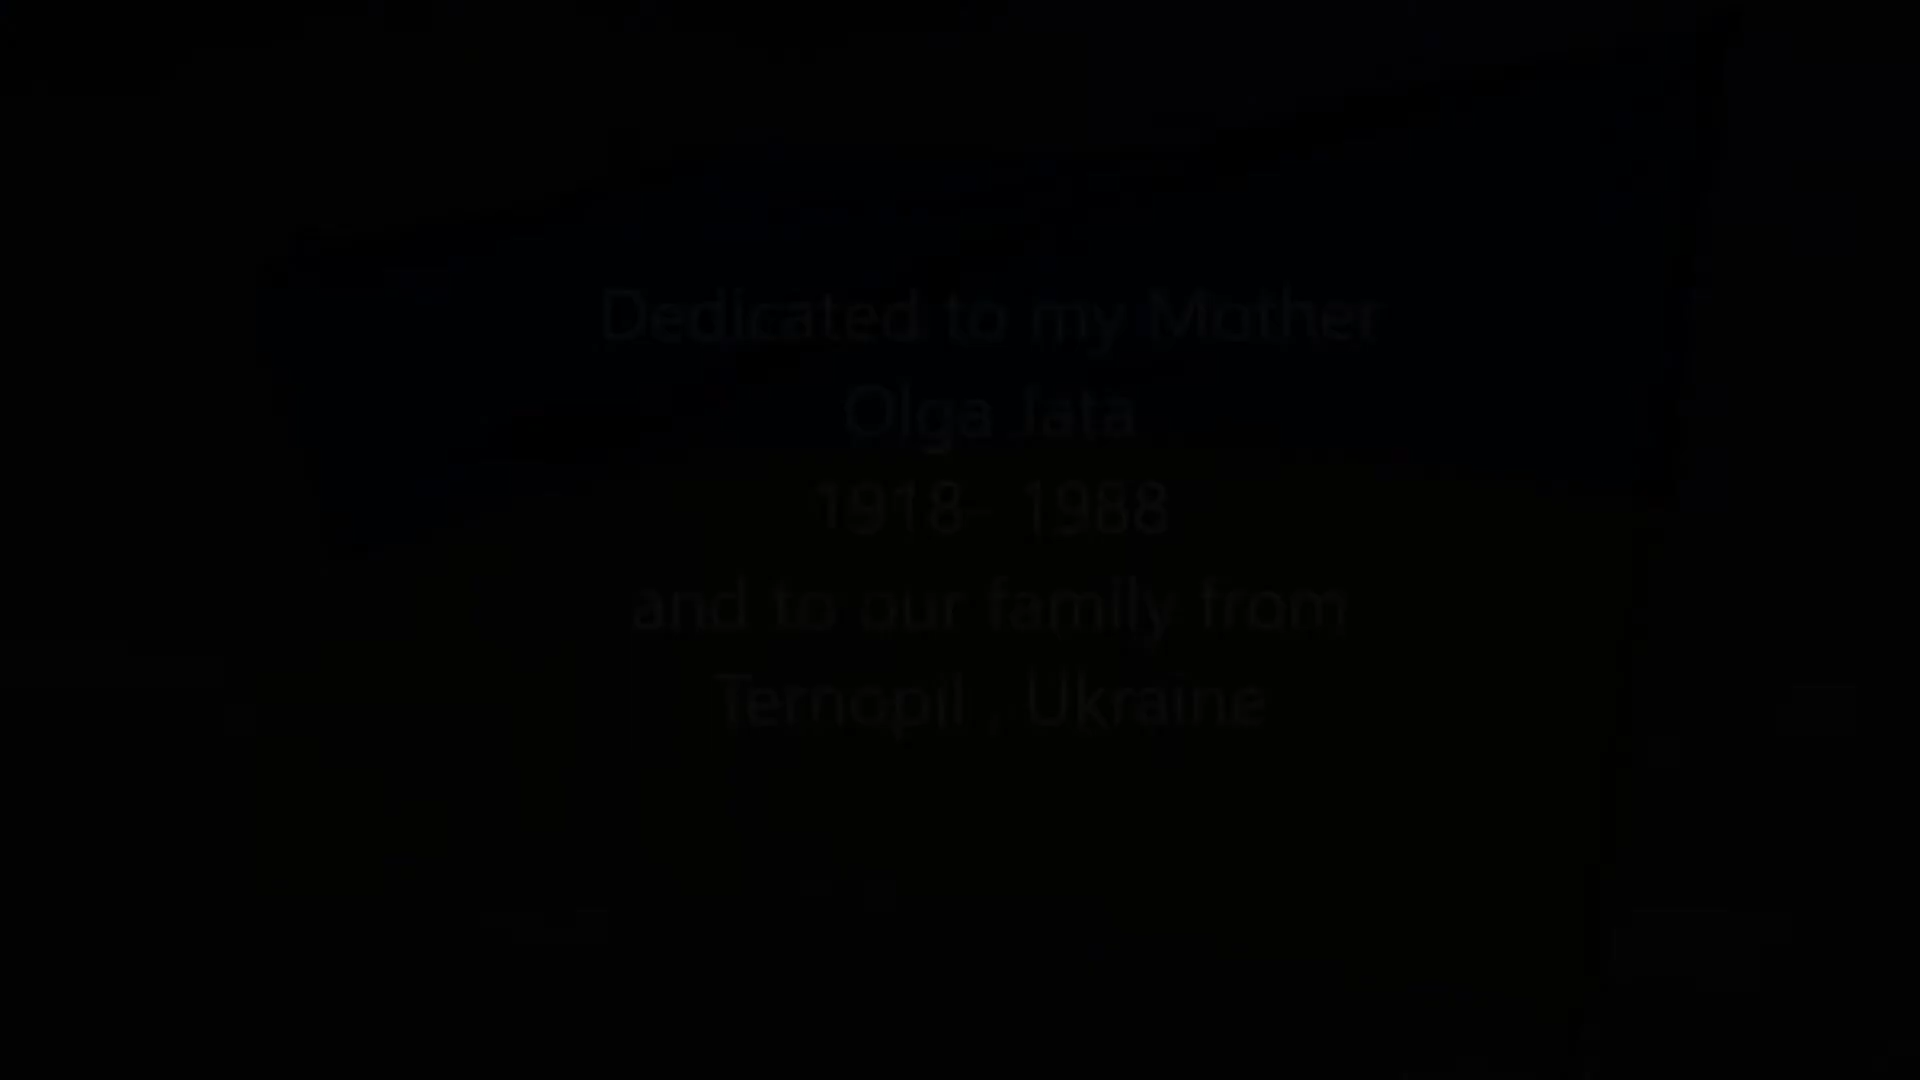 Dedicated to my Mother
Olga Jata
1918- 1988
and to our family from
Ternopil , Ukraine